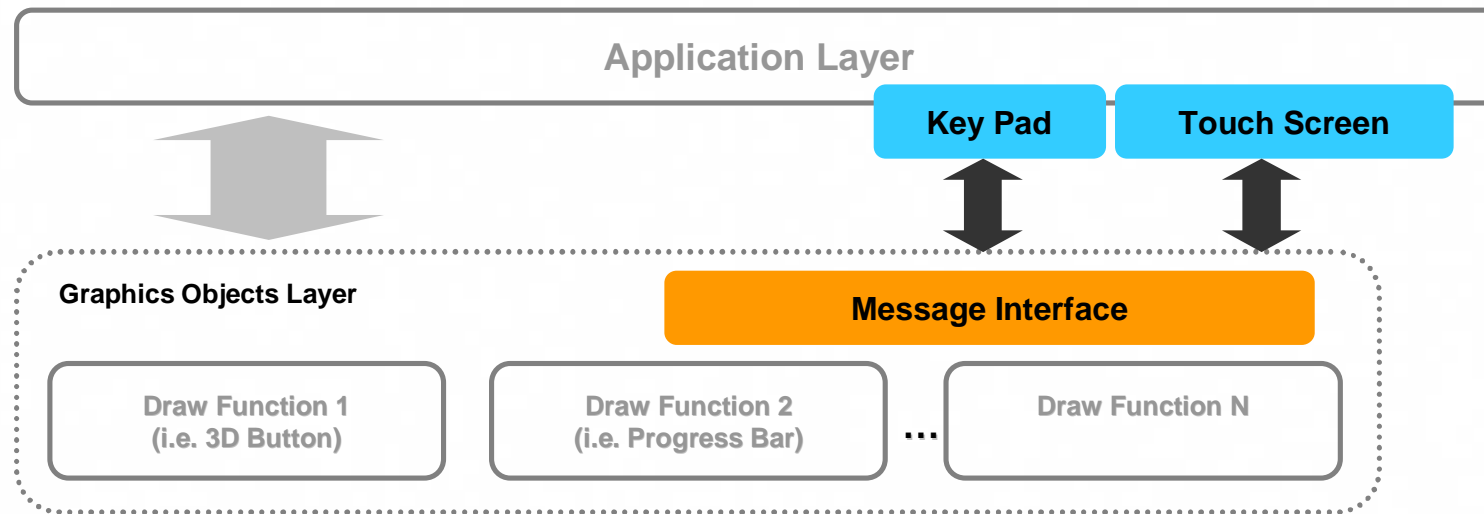 Application Layer
Key Pad
Touch Screen
Graphics Objects Layer
Message Interface
Draw Function 1
(i.e. 3D Button)
Draw Function 2
(i.e. Progress Bar)
...
Draw Function N